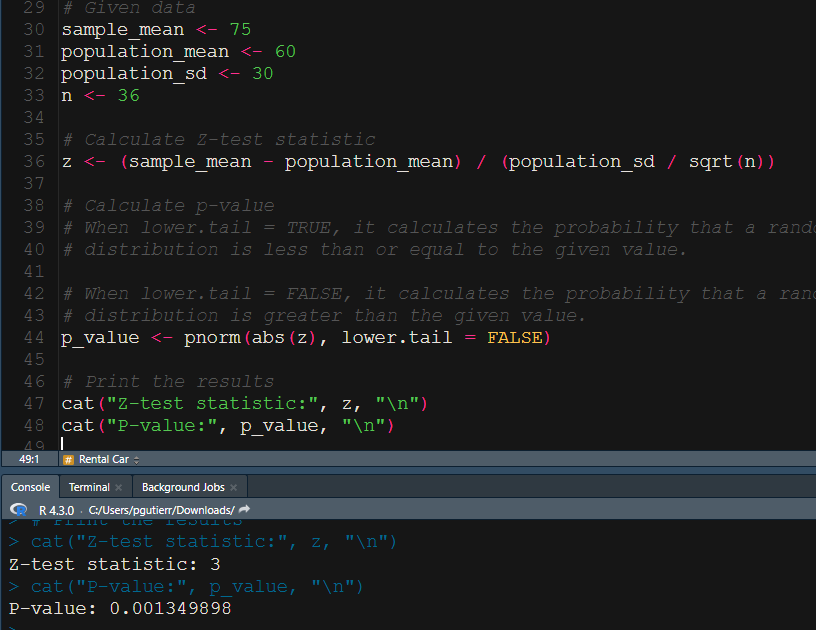 29 # Given data
30 sample_mean <- 75
31 population_mean <- 60
32 population_sd <- 30
33 n <- 36
34
35 # Calculate Z-test statistic
36 z <- (sample_mean - population_mean) / (population_sd / sqrt(n))
37
38 # Calculate p-value
39 # When lower.tail = TRUE, it calculates the probability that a rando
40 # distribution is less than or equal to the given value.
41
42 # When lower.tail = FALSE, it calculates the probability that a ran
43 # distribution is greater than the given value.
44 p_value <- pnorm(abs(z), lower.tail = FALSE)
45
46 # Print the results
47 cat("Z-test statistic:", z, "\n")
48 cat("P-value:", p_value, "\n")
49
49:1 # Rental Car
Console Terminal Background Jobs
R 4.3.0 · C:/Users/pgutierr/Downloads/
> # Print the results
> cat("Z-test statistic:", z, "\n")
Z-test statistic: 3
> cat("P-value:", p_value, "\n")
P-value: 0.001349898
>